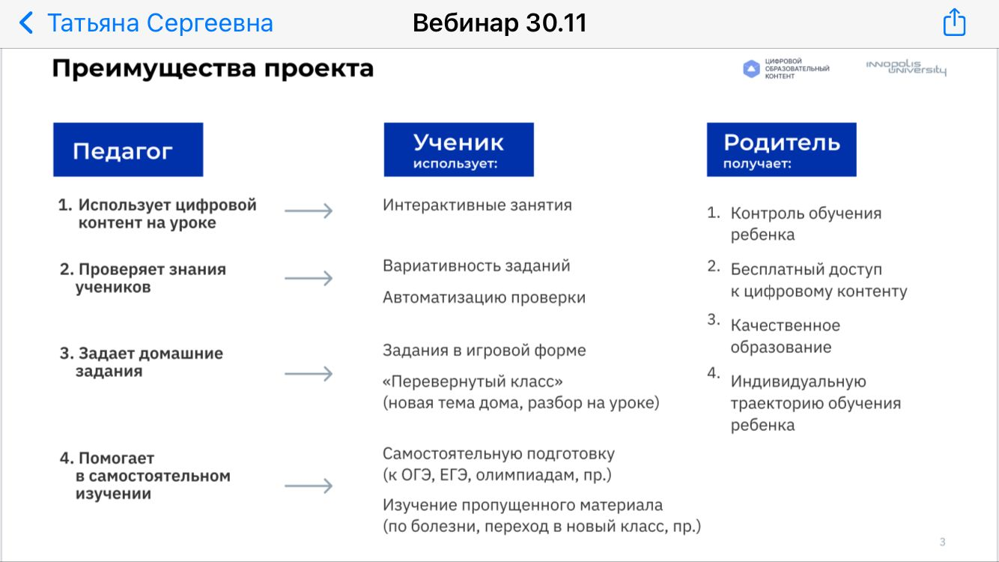 Татьяна Сергеевна
Вебинар 30.11
Преимущества проекта
ЦИФРОВОЙ
ОБРАЗОВАТЕЛЬНЫЙ
КОНТЕНТ
INNOPOLIS
UNIVERSITY
Педагог
1. Использует цифровой
контент на уроке
2. Проверяет знания
учеников
3. Задает домашние
задания
4. Помогает
в самостоятельном
изучении
Ученик
использует:
Интерактивные занятия
Вариативность заданий
Автоматизацию проверки
Задания в игровой форме
«Перевернутый класс»
(новая тема дома, разбор на уроке)
Самостоятельную подготовку
(к ОГЭ, ЕГЭ, олимпиадам, пр.)
Изучение пропущенного материала
(по болезни, переход в новый класс, пр.)
Родитель
получает:
1. Контроль обучения
ребенка
2. Бесплатный доступ
к цифровому контенту
3. Качественное
образование
4. Индивидуальную
траекторию обучения
ребенка
3